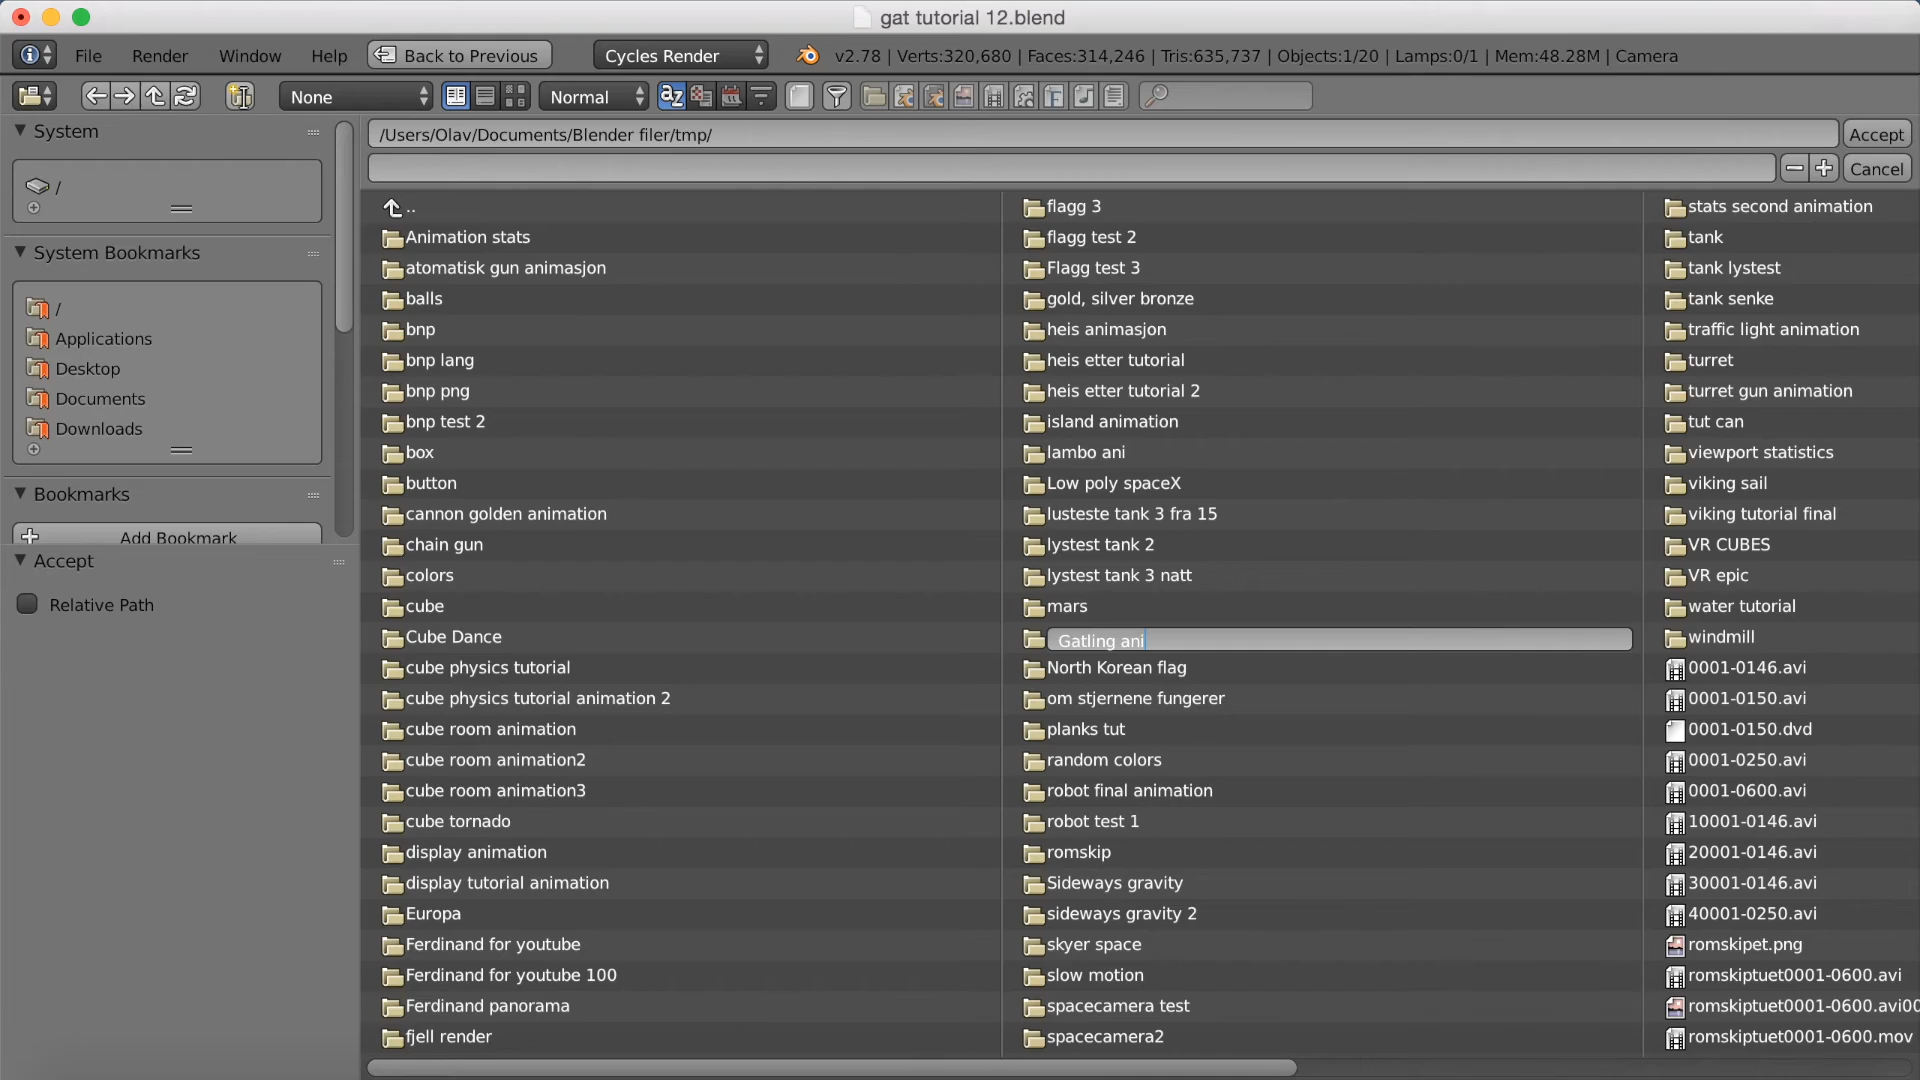 gat tutorial 12.blend
File Render Window Help Back to Previous Cycles Render v2.78 | Verts:320,680 | Faces:314,246 | Tris:635,737 | Objects:1/20 | Lamps:0/1 | Mem:48.28M | Camera
None Normal
System
/
System Bookmarks
/
Applications
Desktop
Documents
Downloads
Bookmarks
Add Bookmark
Accept
Relative Path
/Users/Olav/Documents/Blender filer/tmp/
Accept
Cancel
..
Animation stats
atomatisk gun animasjon
balls
bnp
bnp lang
bnp png
bnp test 2
box
button
cannon golden animation
chain gun
colors
cube
Cube Dance
cube physics tutorial
cube physics tutorial animation 2
cube room animation
cube room animation2
cube room animation3
cube tornado
display animation
display tutorial animation
Europa
Ferdinand for youtube
Ferdinand for youtube 100
Ferdinand panorama
fjell render
flagg 3
flagg test 2
Flagg test 3
gold, silver bronze
heis animasjon
heis etter tutorial
heis etter tutorial 2
island animation
lambo ani
Low poly spaceX
lusteste tank 3 fra 15
lystest tank 2
lystest tank 3 natt
mars
Gatling ani
North Korean flag
om stjernene fungerer
planks tut
random colors
robot final animation
robot test 1
romskip
Sideways gravity
sideways gravity 2
skyer space
slow motion
spacecamera test
spacecamera2
stats second animation
tank
tank lystest
tank senke
traffic light animation
turret
turret gun animation
tut can
viewport statistics
viking sail
viking tutorial final
VR CUBES
VR epic
water tutorial
windmill
0001-0146.avi
0001-0150.avi
0001-0150.dvd
0001-0250.avi
0001-0600.avi
10001-0146.avi
20001-0146.avi
30001-0146.avi
40001-0250.avi
romskipet.png
romskiptuet0001-0600.avi
romskiptuet0001-0600.avi00
romskiptuet0001-0600.mov